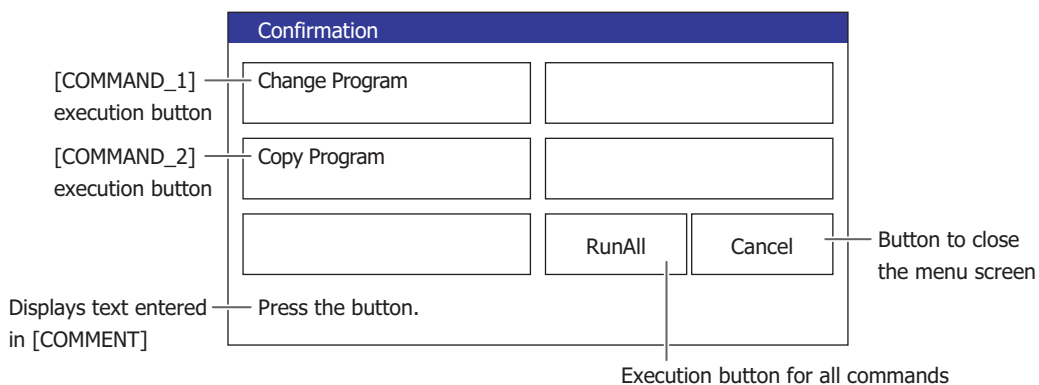 Confirmation
[COMMAND_1]
execution button
Change Program
[COMMAND_2]
execution button
Copy Program
RunAll
Cancel
Button to close
the menu screen
Displays text entered
in [COMMENT]
Press the button.
Execution button for all commands